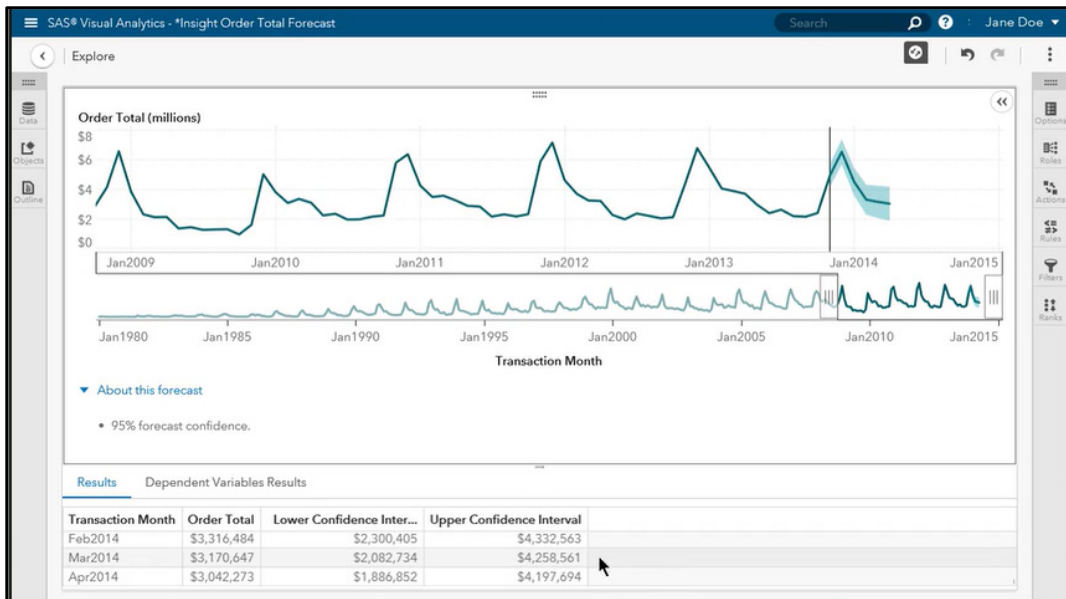 SAS® Visual Analytics - *Insight Order Total Forecast Search ? Jane Doe
Explore
Data
Objects
Outline
Order Total (millions)
$8
$6
$4
$2
$0
Jan2009 Jan2010 Jan2011 Jan2012 Jan2013 Jan2014 Jan2015
Jan1980 Jan1985 Jan1990 Jan1995 Jan2000 Jan2005 Jan2010 Jan2015
Transaction Month
About this forecast
• 95% forecast confidence.
Options
Roles
Actions
Rules
Filters
Ranks
Results Dependent Variables Results
Transaction Month Order Total Lower Confidence Inter... Upper Confidence Interval
Feb2014 $3,316,484 $2,300,405 $4,332,563
Mar2014 $3,170,647 $2,082,734 $4,258,561
Apr2014 $3,042,273 $1,886,852 $4,197,694